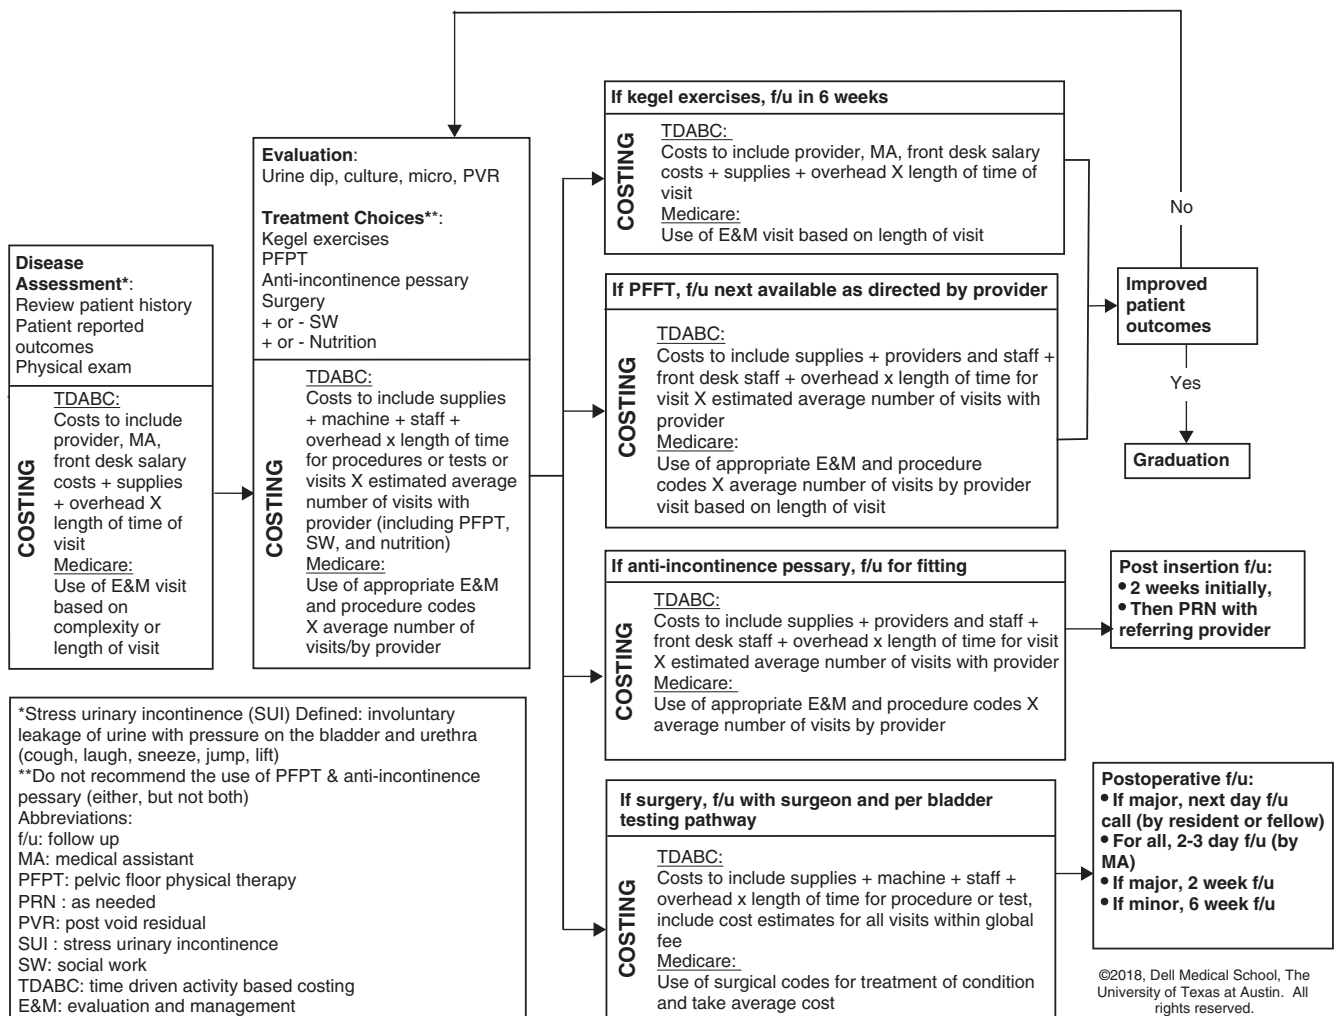 Disease
Assessment*:
Review patient history
Patient reported
outcomes
Physical exam
COSTING
TDABC:
Costs to include
provider, MA,
front desk salary
costs + supplies
+ overhead X
length of time of
visit
Medicare:
Use of E&M visit
based on
complexity or
length of visit
Evaluation:
Urine dip, culture, micro, PVR
Treatment Choices**:
Kegel exercises
PFPT
Anti-incontinence pessary
Surgery
+ or - SW
+ or - Nutrition
COSTING
TDABC:
Costs to include supplies
+ machine + staff +
overhead x length of time
for procedures or tests or
visits X estimated average
number of visits with
provider (including PFPT,
SW, and nutrition)
Medicare:
Use of appropriate E&M
and procedure codes
X average number of
visits/by provider
If kegel exercises, f/u in 6 weeks
COSTING
TDABC:
Costs to include provider, MA, front desk salary
costs + supplies + overhead X length of time of
visit
Medicare:
Use of E&M visit based on length of visit
If PFFT, f/u next available as directed by provider
COSTING
TDABC:
Costs to include supplies + providers and staff +
front desk staff + overhead x length of time for
visit X estimated average number of visits with
provider
Medicare:
Use of appropriate E&M and procedure
codes X average number of visits by provider
visit based on length of visit
If anti-incontinence pessary, f/u for fitting
COSTING
TDABC:
Costs to include supplies + providers and staff +
front desk staff + overhead x length of time for visit
X estimated average number of visits with provider
Medicare:
Use of appropriate E&M and procedure codes X
average number of visits by provider
If surgery, f/u with surgeon and per bladder
testing pathway
COSTING
TDABC:
Costs to include supplies + machine + staff +
overhead x length of time for procedure or test,
include cost estimates for all visits within global
fee
Medicare:
Use of surgical codes for treatment of condition
and take average cost
No
Improved
patient
outcomes
Yes
Graduation
Post insertion f/u:
• 2 weeks initially,
• Then PRN with
referring provider
Postoperative f/u:
• If major, next day f/u
call (by resident or fellow)
• For all, 2-3 day f/u (by
MA)
• If major, 2 week f/u
• If minor, 6 week f/u
*Stress urinary incontinence (SUI) Defined: involuntary
leakage of urine with pressure on the bladder and urethra
(cough, laugh, sneeze, jump, lift)
**Do not recommend the use of PFPT & anti-incontinence
pessary (either, but not both)
Abbreviations:
f/u: follow up
MA: medical assistant
PFPT: pelvic floor physical therapy
PRN : as needed
PVR: post void residual
SUI : stress urinary incontinence
SW: social work
TDABC: time driven activity based costing
E&M: evaluation and management
©2018, Dell Medical School, The
University of Texas at Austin. All
rights reserved.